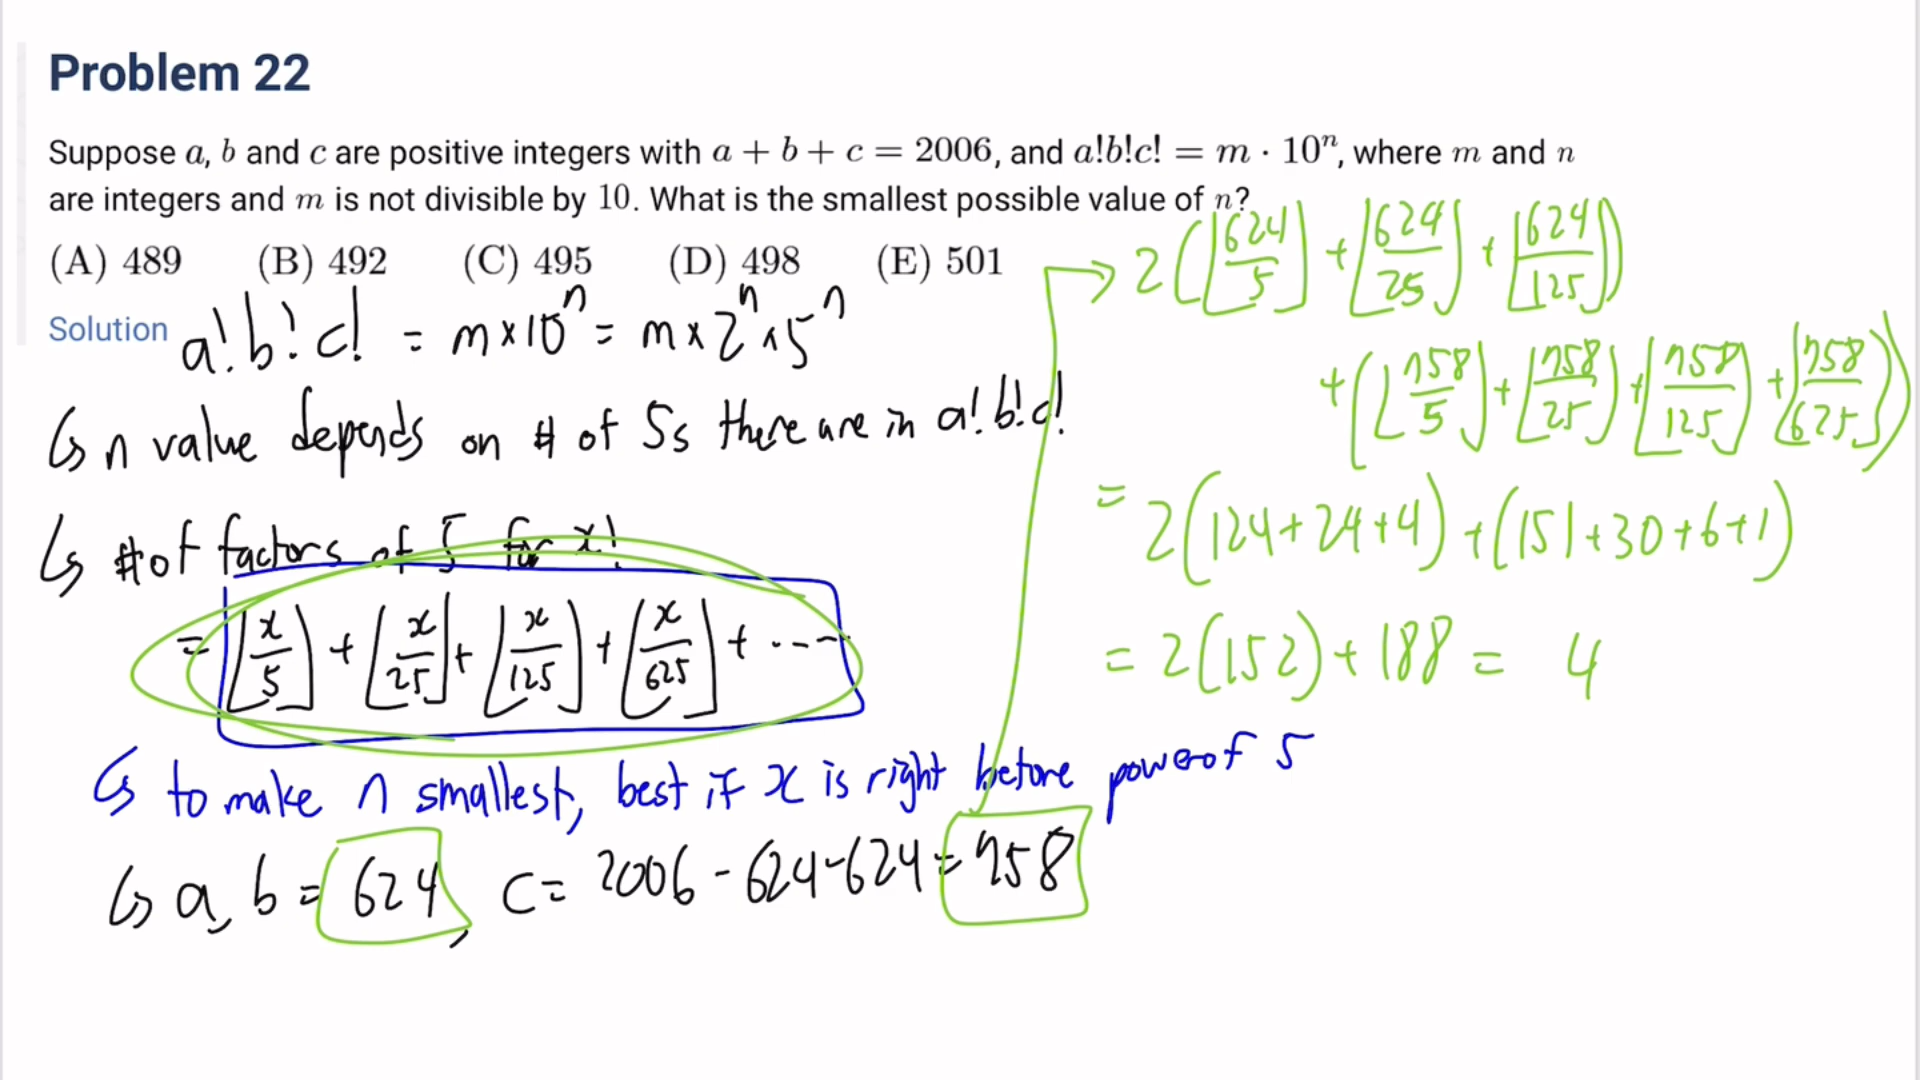 Problem 22
Suppose a, b and c are positive integers with a + b + c = 2006, and a!b!c! = m · 10ⁿ, where m and n
are integers and m is not divisible by 10. What is the smallest possible value of n?
(A) 489 (B) 492 (C) 495 (D) 498 (E) 501
Solution
a! b! c! = m × 10ⁿ = m × 2ⁿ × 5ⁿ
↳ n value depends on # of 5s there are in a! b! c!
↳ # of factors of 5 for x!
= ⌊x/5⌋ + ⌊x/25⌋ + ⌊x/125⌋ + ⌊x/625⌋ + ....
↳ to make n smallest, best if x is right before power of 5
↳ a, b = 624, c = 2006 - 624 - 624 = 758
→ 2(⌊624/5⌋ + ⌊624/25⌋ + ⌊624/125⌋)
+ (⌊758/5⌋ + ⌊758/25⌋ + ⌊758/125⌋ + ⌊758/625⌋)
= 2(124+24+4) + (151+30+6+1)
= 2(152) + 188 = 4